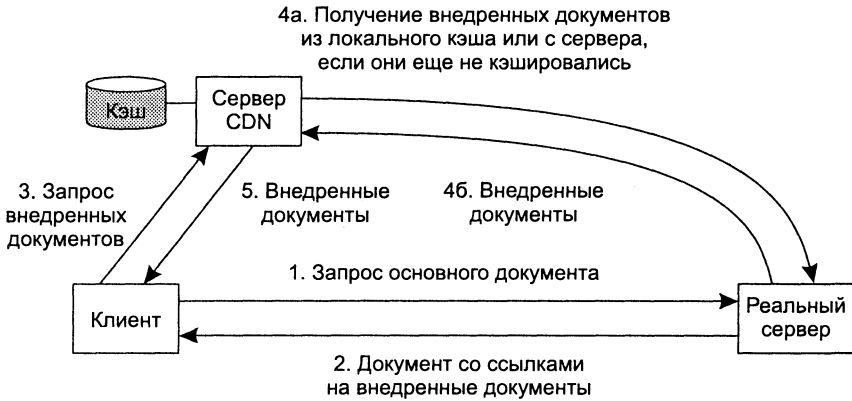 4а. Получение внедренных документов
из локального кэша или с сервера,
если они еще не кэшировались
Кэш
Сервер
CDN
3. Запрос
внедренных
документов
5. Внедренные
документы
4б. Внедренные
документы
1. Запрос основного документа
Клиент
Реальный
сервер
2. Документ со ссылками
на внедренные документы